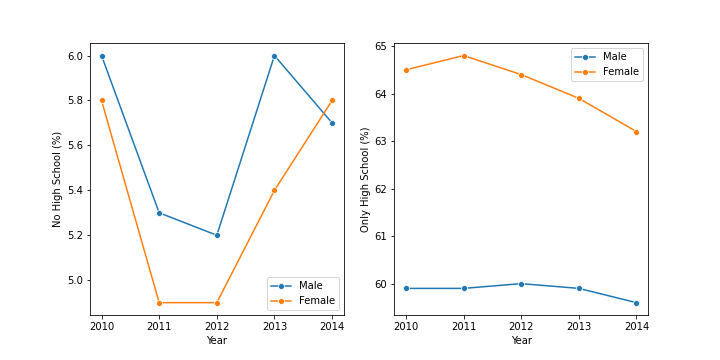 No High School (%)
6.0
5.8
5.6
5.4
5.2
5.0
2010 2011 2012 2013 2014
Year
Male
Female
Only High School (%)
65
64
63
62
61
60
2010 2011 2012 2013 2014
Year
Male
Female